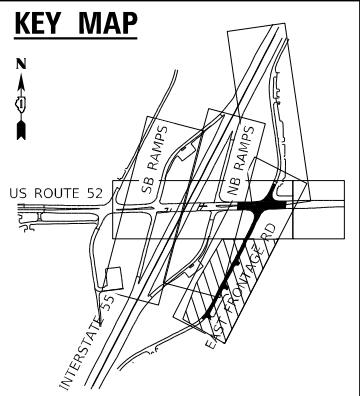 KEY MAP
N
SB RAMPS
NB RAMPS
US ROUTE 52
EAST FRONTAGE RD
INTERSTATE 55